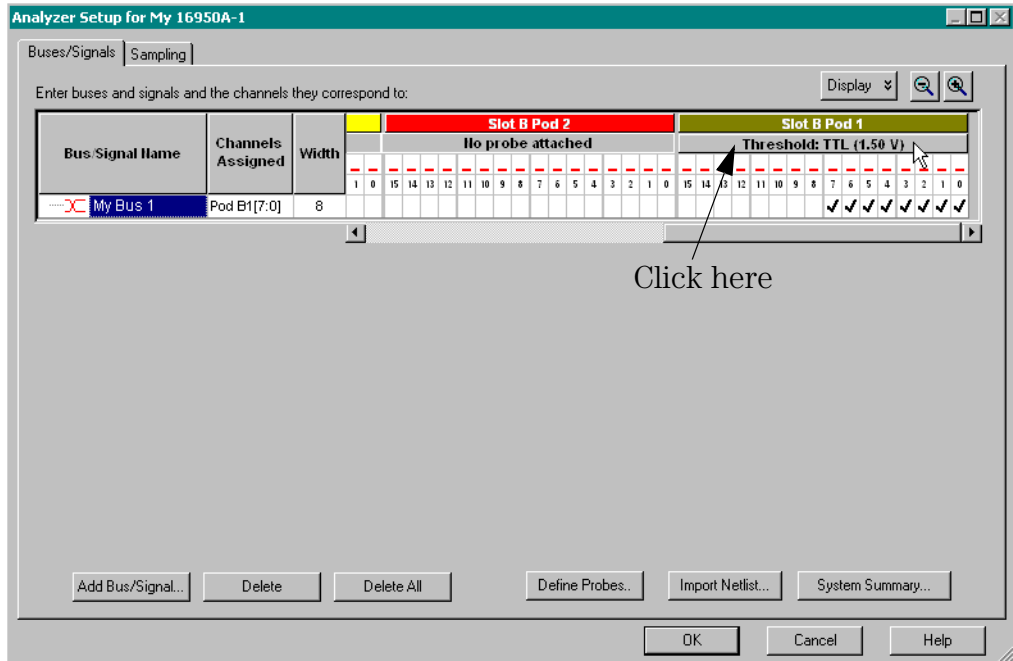 Analyzer Setup for My 16950A-1
Buses/Signals Sampling
Enter buses and signals and the channels they correspond to:
Display
Bus/Signal Name
Channels Assigned
Width
Slot B Pod 2
Slot B Pod 1
No probe attached
Threshold: TTL (1.50 V)
1 0 15 14 13 12 11 10 9 8 7 6 5 4 3 2 1 0 15 14 13 12 11 10 9 8 7 6 5 4 3 2 1 0
My Bus 1 Pod B1[7:0] 8
Click here
Add Bus/Signal... Delete Delete All Define Probes.. Import Netlist... System Summary...
OK Cancel Help